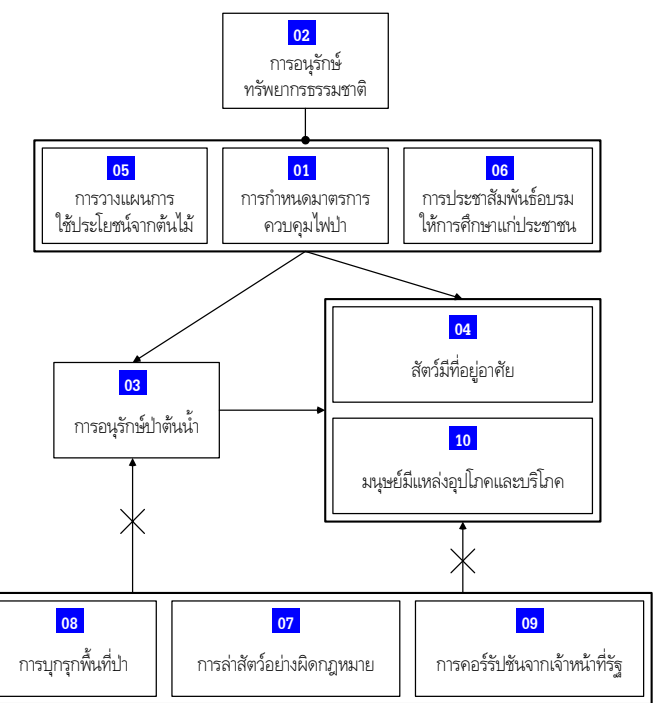 02
การอนุรักษ์
ทรัพยากรธรรมชาติ
05
การวางแผนการ
ใช้ประโยชน์จากต้นไม้
01
การกำหนดมาตรการ
ควบคุมไฟป่า
06
การประชาสัมพันธ์อบรม
ให้การศึกษาแก่ประชาชน
04
สัตว์มีที่อยู่อาศัย
03
การอนุรักษ์ป่าต้นน้ำ
10
มนุษย์มีแหล่งอุปโภคและบริโภค
08
การบุกรุกพื้นที่ป่า
07
การล่าสัตว์อย่างผิดกฎหมาย
09
การคอร์รัปชันจากเจ้าหน้าที่รัฐ